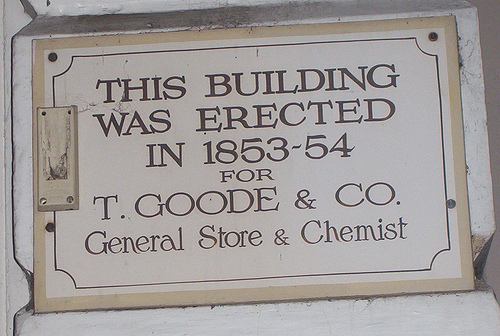 THIS BUILDING
WAS ERECTED
IN 1853-54
FOR
T. GOODE & CO.
General Store & Chemist